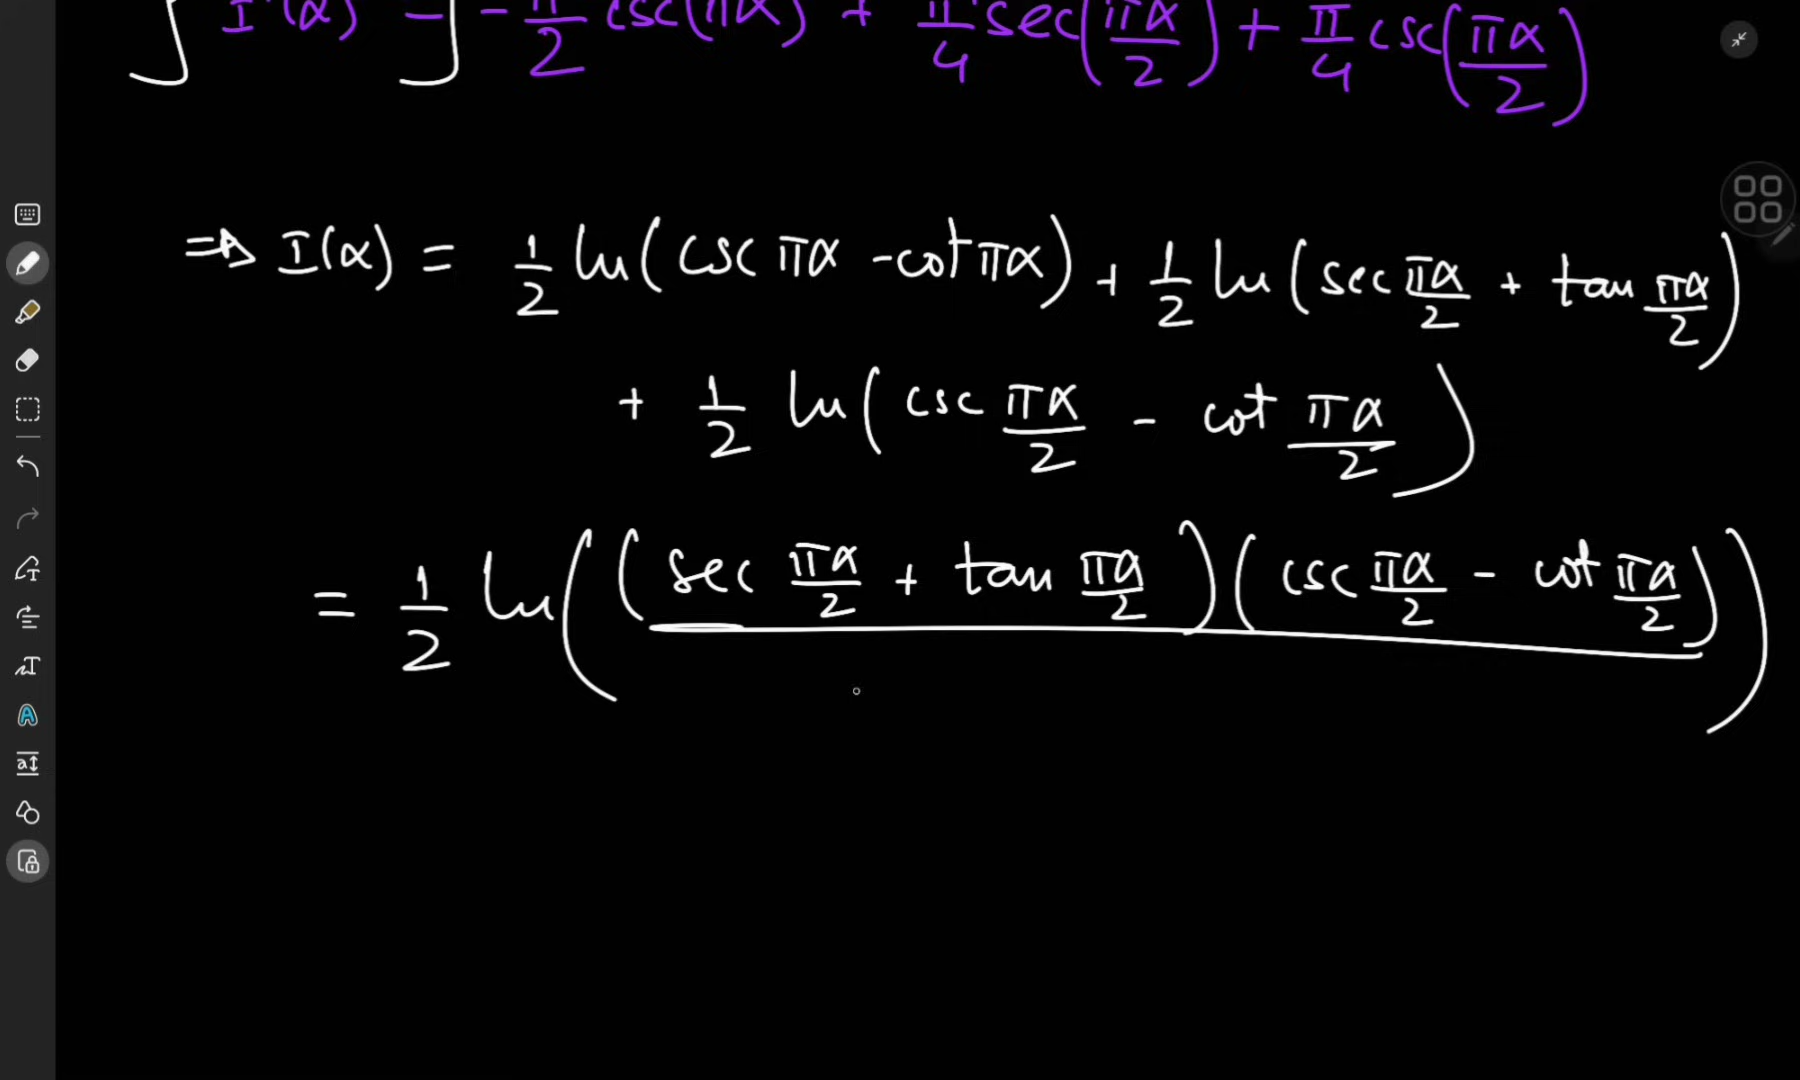 ∫ I'(α) = ∫ -π/2 csc(πα) + π/4 sec(πα/2) + π/4 csc(πα/2)
⇒ I(α) = 1/2 ln(csc πα - cot πα) + 1/2 ln(sec πα/2 + tan πα/2)
+ 1/2 ln(csc πα/2 - cot πα/2)
= 1/2 ln((sec πα/2 + tan πα/2)(csc πα/2 - cot πα/2))